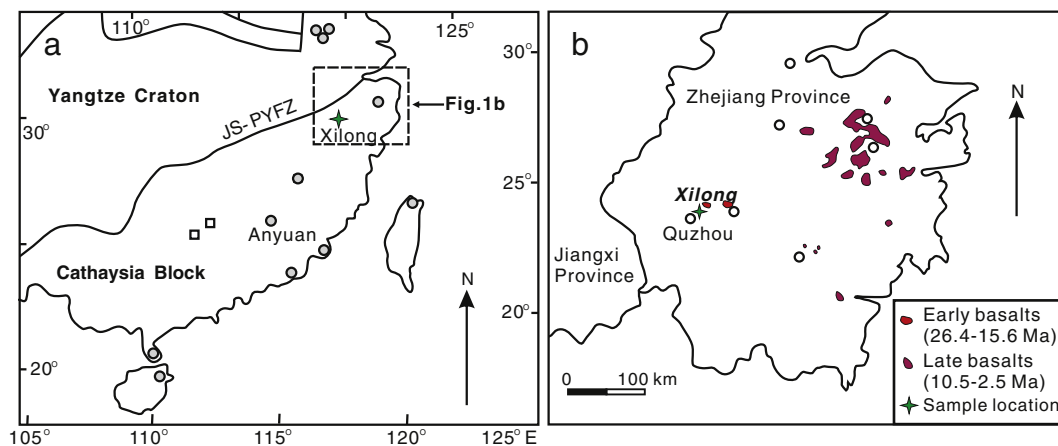 a
110°
125°
Yangtze Craton
JS-PYFZ
Fig.1b
Xilong
30°
Anyuan
Cathaysia Block
N
20°
105
110
115
120
125°E
b
30°
Zhejiang Province
N
25°
Xilong
Quzhou
Jiangxi
Province
20°
0 100 km
Early basalts
(26.4-15.6 Ma)
Late basalts
(10.5-2.5 Ma)
Sample location